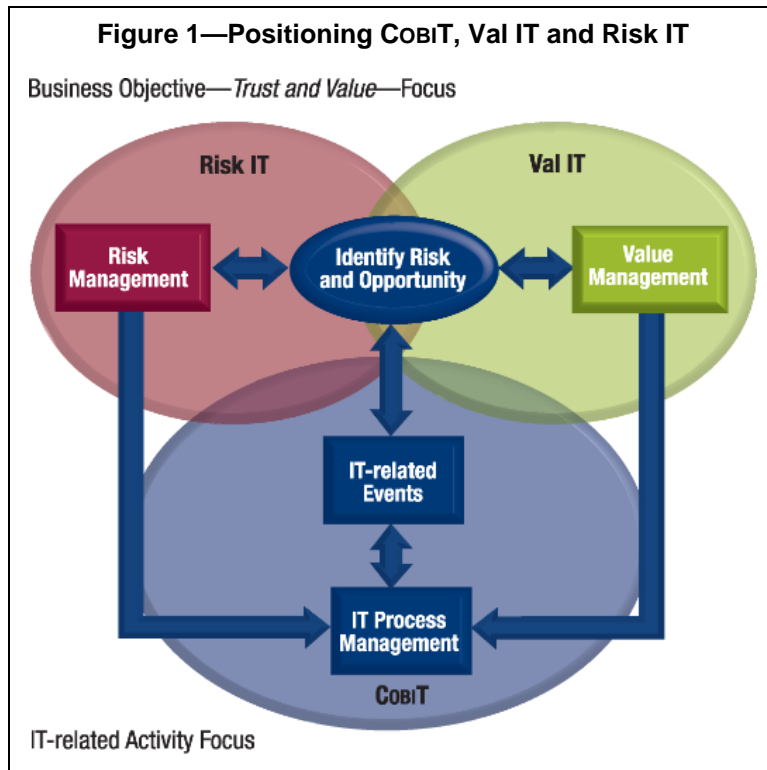 Figure 1—Positioning COBIT, Val IT and Risk IT
Business Objective—Trust and Value—Focus
Risk IT
Val IT
Risk
Management
Identify Risk
and Opportunity
Value
Management
IT-related
Events
IT Process
Management
COBIT
IT-related Activity Focus